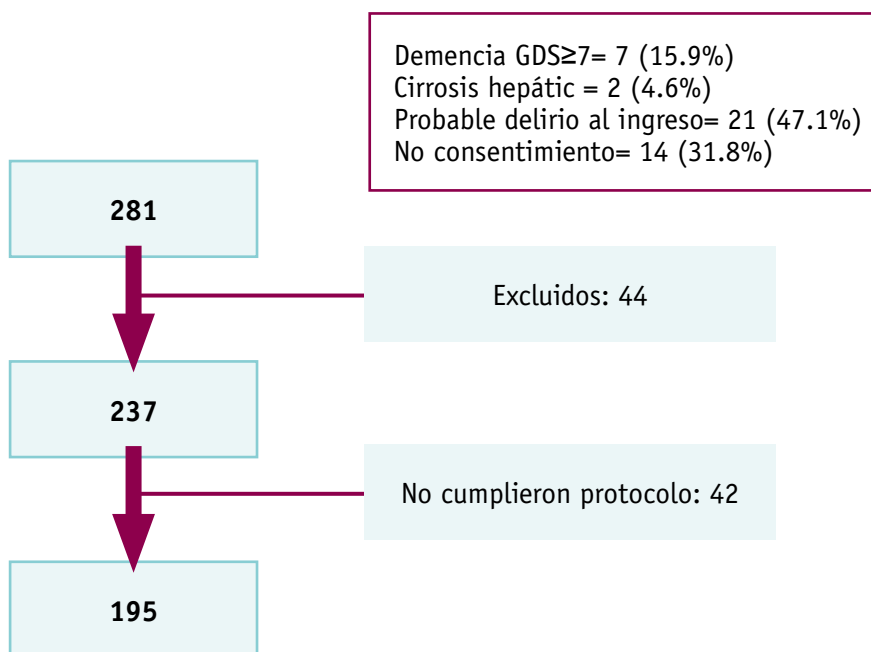 Demencia GDS≥7= 7 (15.9%)
Cirrosis hepátic = 2 (4.6%)
Probable delirio al ingreso= 21 (47.1%)
No consentimiento= 14 (31.8%)
281
Excluidos: 44
237
No cumplieron protocolo: 42
195